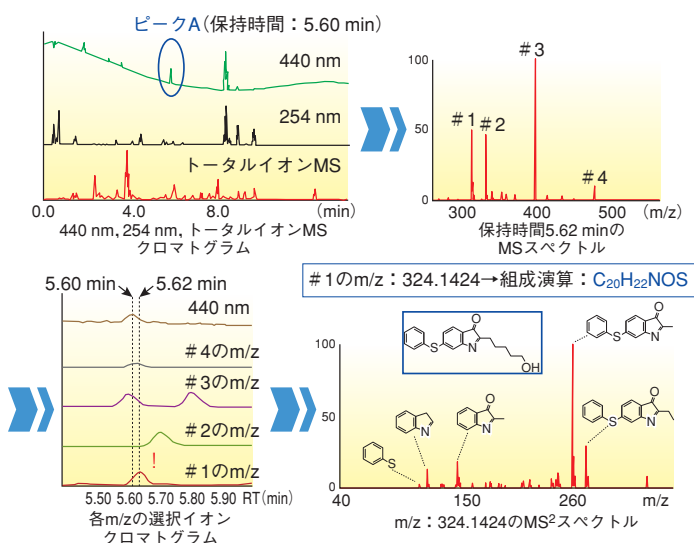 ピークA(保持時間:5.60 min)
440 nm
254 nm
トータルイオンMS
0.0 4.0 8.0 (min)
440 nm, 254 nm, トータルイオンMS
クロマトグラム
100
50
0
#1
#2
#3
#4
300 400 500 (m/z)
保持時間5.62 minの
MSスペクトル
5.60 min 5.62 min
440 nm
#4のm/z
#3のm/z
#2のm/z
!
#1のm/z
5.50 5.60 5.70 5.80 5.90 RT(min)
各m/zの選択イオン
クロマトグラム
#1のm/z:324.1424→組成演算:C₂₀H₂₂NOS
100
50
0
O
S
N
OH
O
S
N
N
O
N
S
O
S
N
40 150 260 m/z
m/z:324.1424のMS²スペクトル